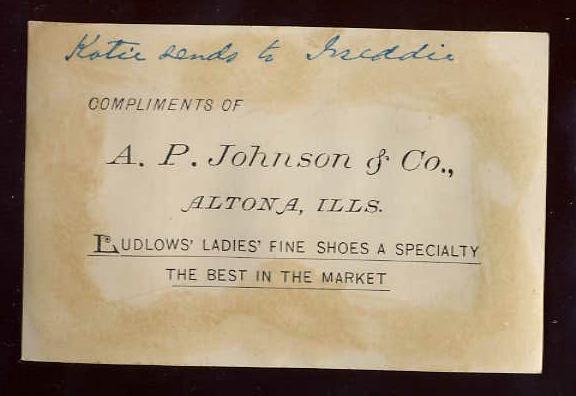 Katie sends to Freddie
COMPLIMENTS OF
A. P. Johnson & Co.,
ALTONA, ILLS.
LUDLOWS' LADIES' FINE SHOES A SPECIALTY
THE BEST IN THE MARKET